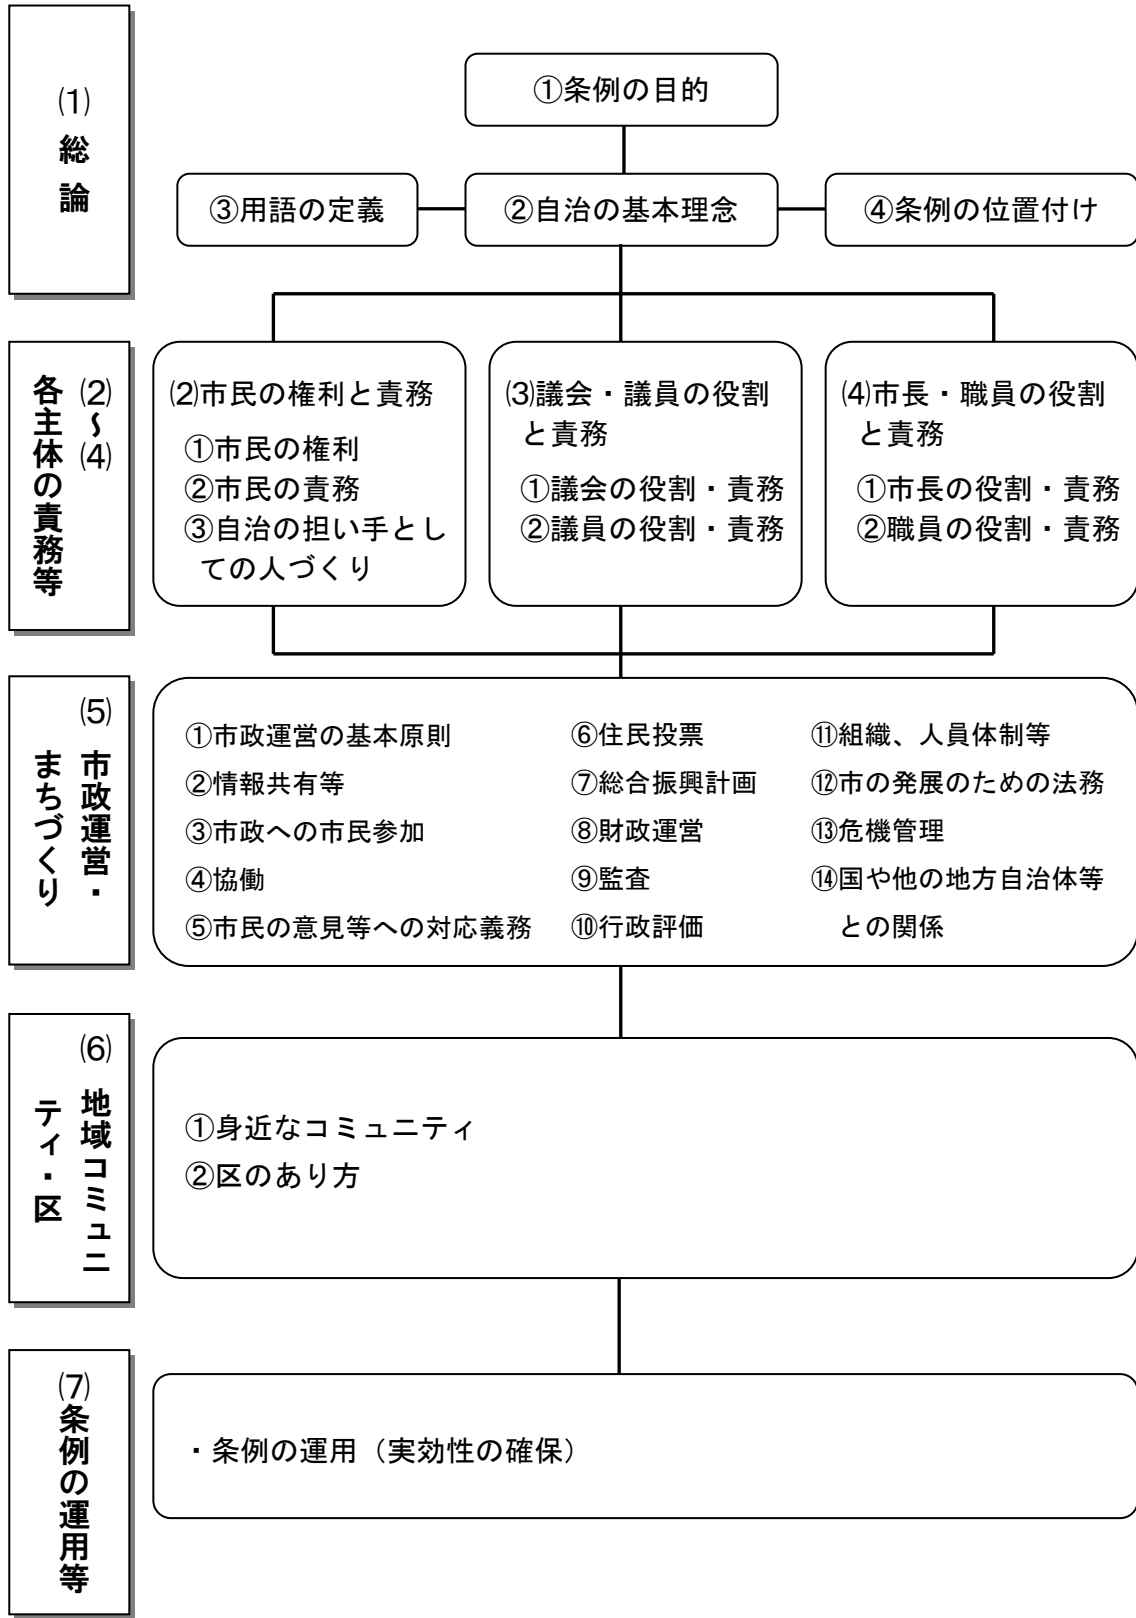 ⑴総論
①条例の目的
③用語の定義
②自治の基本理念
④条例の位置付け
⑵～⑷
各主体の責務等
⑵市民の権利と責務
①市民の権利
②市民の責務
③自治の担い手とし
ての人づくり
⑶議会・議員の役割
と責務
①議会の役割・責務
②議員の役割・責務
⑷市長・職員の役割
と責務
①市長の役割・責務
②職員の役割・責務
⑸市政運営・
まちづくり
①市政運営の基本原則
②情報共有等
③市政への市民参加
④協働
⑤市民の意見等への対応義務
⑥住民投票
⑦総合振興計画
⑧財政運営
⑨監査
⑩行政評価
⑪組織、人員体制等
⑫市の発展のための法務
⑬危機管理
⑭国や他の地方自治体等
との関係
⑹地域コミュニ
ティ・区
①身近なコミュニティ
②区のあり方
⑺条例の運用等
・条例の運用（実効性の確保）